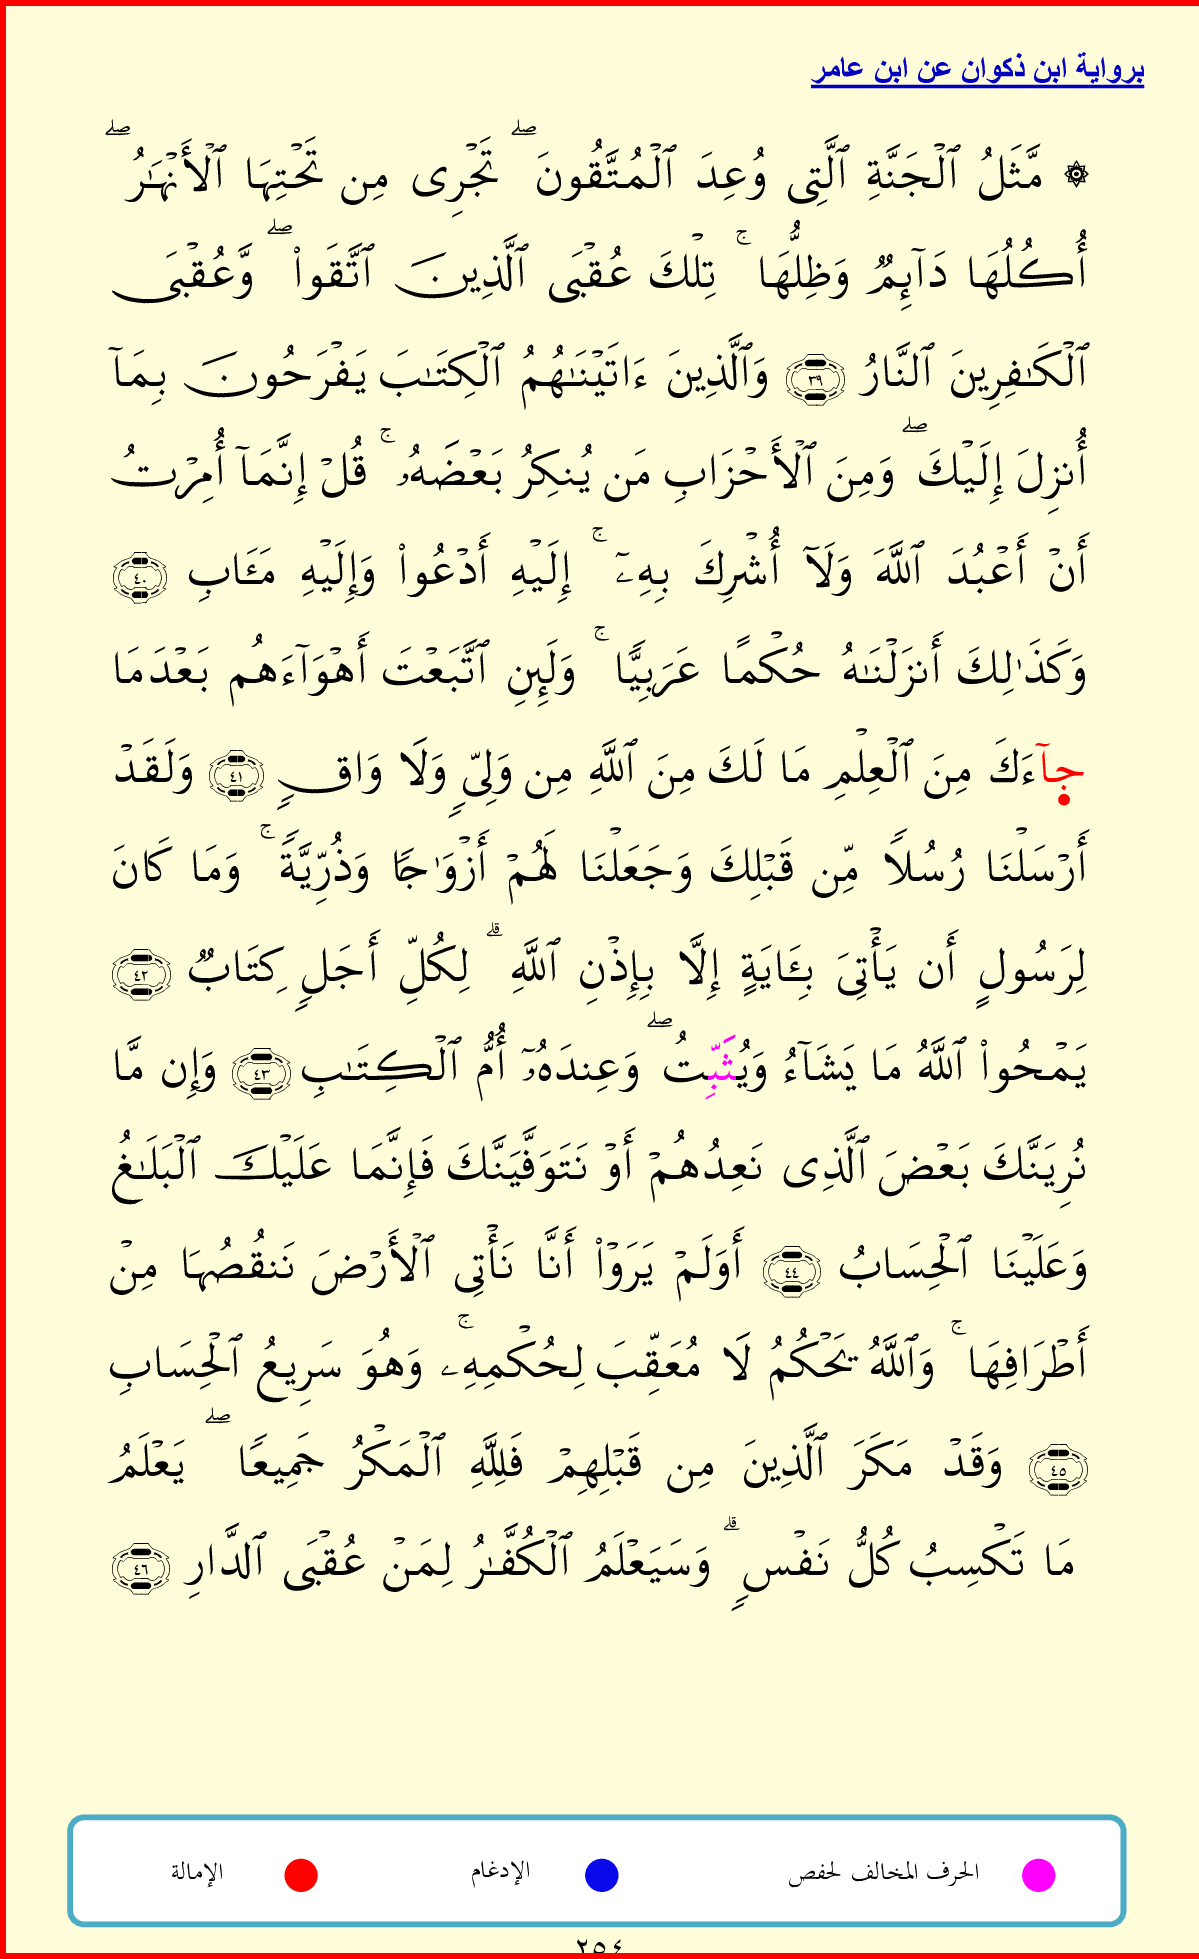 برواية ابن ذكوان عن ابن عامر
۞ مَّثَلُ ٱلۡجَنَّةِ ٱلَّتِى وُعِدَ ٱلۡمُتَّقُونَۖ تَجۡرِى مِن تَحۡتِهَا ٱلۡأَنۡهَٰرُۖ
أُكُلُهَا دَآئِمٞ وَظِلُّهَاۚ تِلۡكَ عُقۡبَى ٱلَّذِينَ ٱتَّقَواْۖ وَّعُقۡبَى
ٱلۡكَٰفِرِينَ ٱلنَّارُ ٣٩ وَٱلَّذِينَ ءَاتَيۡنَٰهُمُ ٱلۡكِتَٰبَ يَفۡرَحُونَ بِمَآ
أُنزِلَ إِلَيۡكَۖ وَمِنَ ٱلۡأَحۡزَابِ مَن يُنكِرُ بَعۡضَهُۥۚ قُلۡ إِنَّمَآ أُمِرۡتُ
أَنۡ أَعۡبُدَ ٱللَّهَ وَلَآ أُشۡرِكَ بِهِۦٓۚ إِلَيۡهِ أَدۡعُواْ وَإِلَيۡهِ مَـَٔابِ ٤٠
وَكَذَٰلِكَ أَنزَلۡنَٰهُ حُكۡمًا عَرَبِيّٗاۚ وَلَئِنِ ٱتَّبَعۡتَ أَهۡوَآءَهُم بَعۡدَمَا
جآءَكَ مِنَ ٱلۡعِلۡمِ مَا لَكَ مِنَ ٱللَّهِ مِن وَلِيّٖ وَلَا وَاقٖ ٤١ وَلَقَدۡ
أَرۡسَلۡنَا رُسُلٗا مِّن قَبۡلِكَ وَجَعَلۡنَا لَهُمۡ أَزۡوَٰجٗا وَذُرِّيَّةٗۚ وَمَا كَانَ
لِرَسُولٍ أَن يَأۡتِىَ بِـَٔايَةٍ إِلَّا بِإِذۡنِ ٱللَّهِۗ لِكُلِّ أَجَلٖ كِتَابٞ ٤٢
يَمۡحُواْ ٱللَّهُ مَا يَشَآءُ وَيُثَبِّتُۖ وَعِندَهُۥٓ أُمُّ ٱلۡكِتَٰبِ ٤٣ وَإِن مَّا
نُرِيَنَّكَ بَعۡضَ ٱلَّذِى نَعِدُهُمۡ أَوۡ نَتَوَفَّيَنَّكَ فَإِنَّمَا عَلَيۡكَ ٱلۡبَلَٰغُ
وَعَلَيۡنَا ٱلۡحِسَابُ ٤٤ أَوَلَمۡ يَرَوۡاْ أَنَّا نَأۡتِى ٱلۡأَرۡضَ نَنقُصُهَا مِنۡ
أَطۡرَافِهَاۚ وَٱللَّهُ يَحۡكُمُ لَا مُعَقِّبَ لِحُكۡمِهِۦۚ وَهُوَ سَرِيعُ ٱلۡحِسَابِ
٤٥ وَقَدۡ مَكَرَ ٱلَّذِينَ مِن قَبۡلِهِمۡ فَلِلَّهِ ٱلۡمَكۡرُ جَمِيعٗاۖ يَعۡلَمُ
مَا تَكۡسِبُ كُلُّ نَفۡسٖۗ وَسَيَعۡلَمُ ٱلۡكُفَّٰرُ لِمَنۡ عُقۡبَى ٱلدَّارِ ٤٦
الحرف المخالف لحفص الإدغام الإمالة
٢٥٤